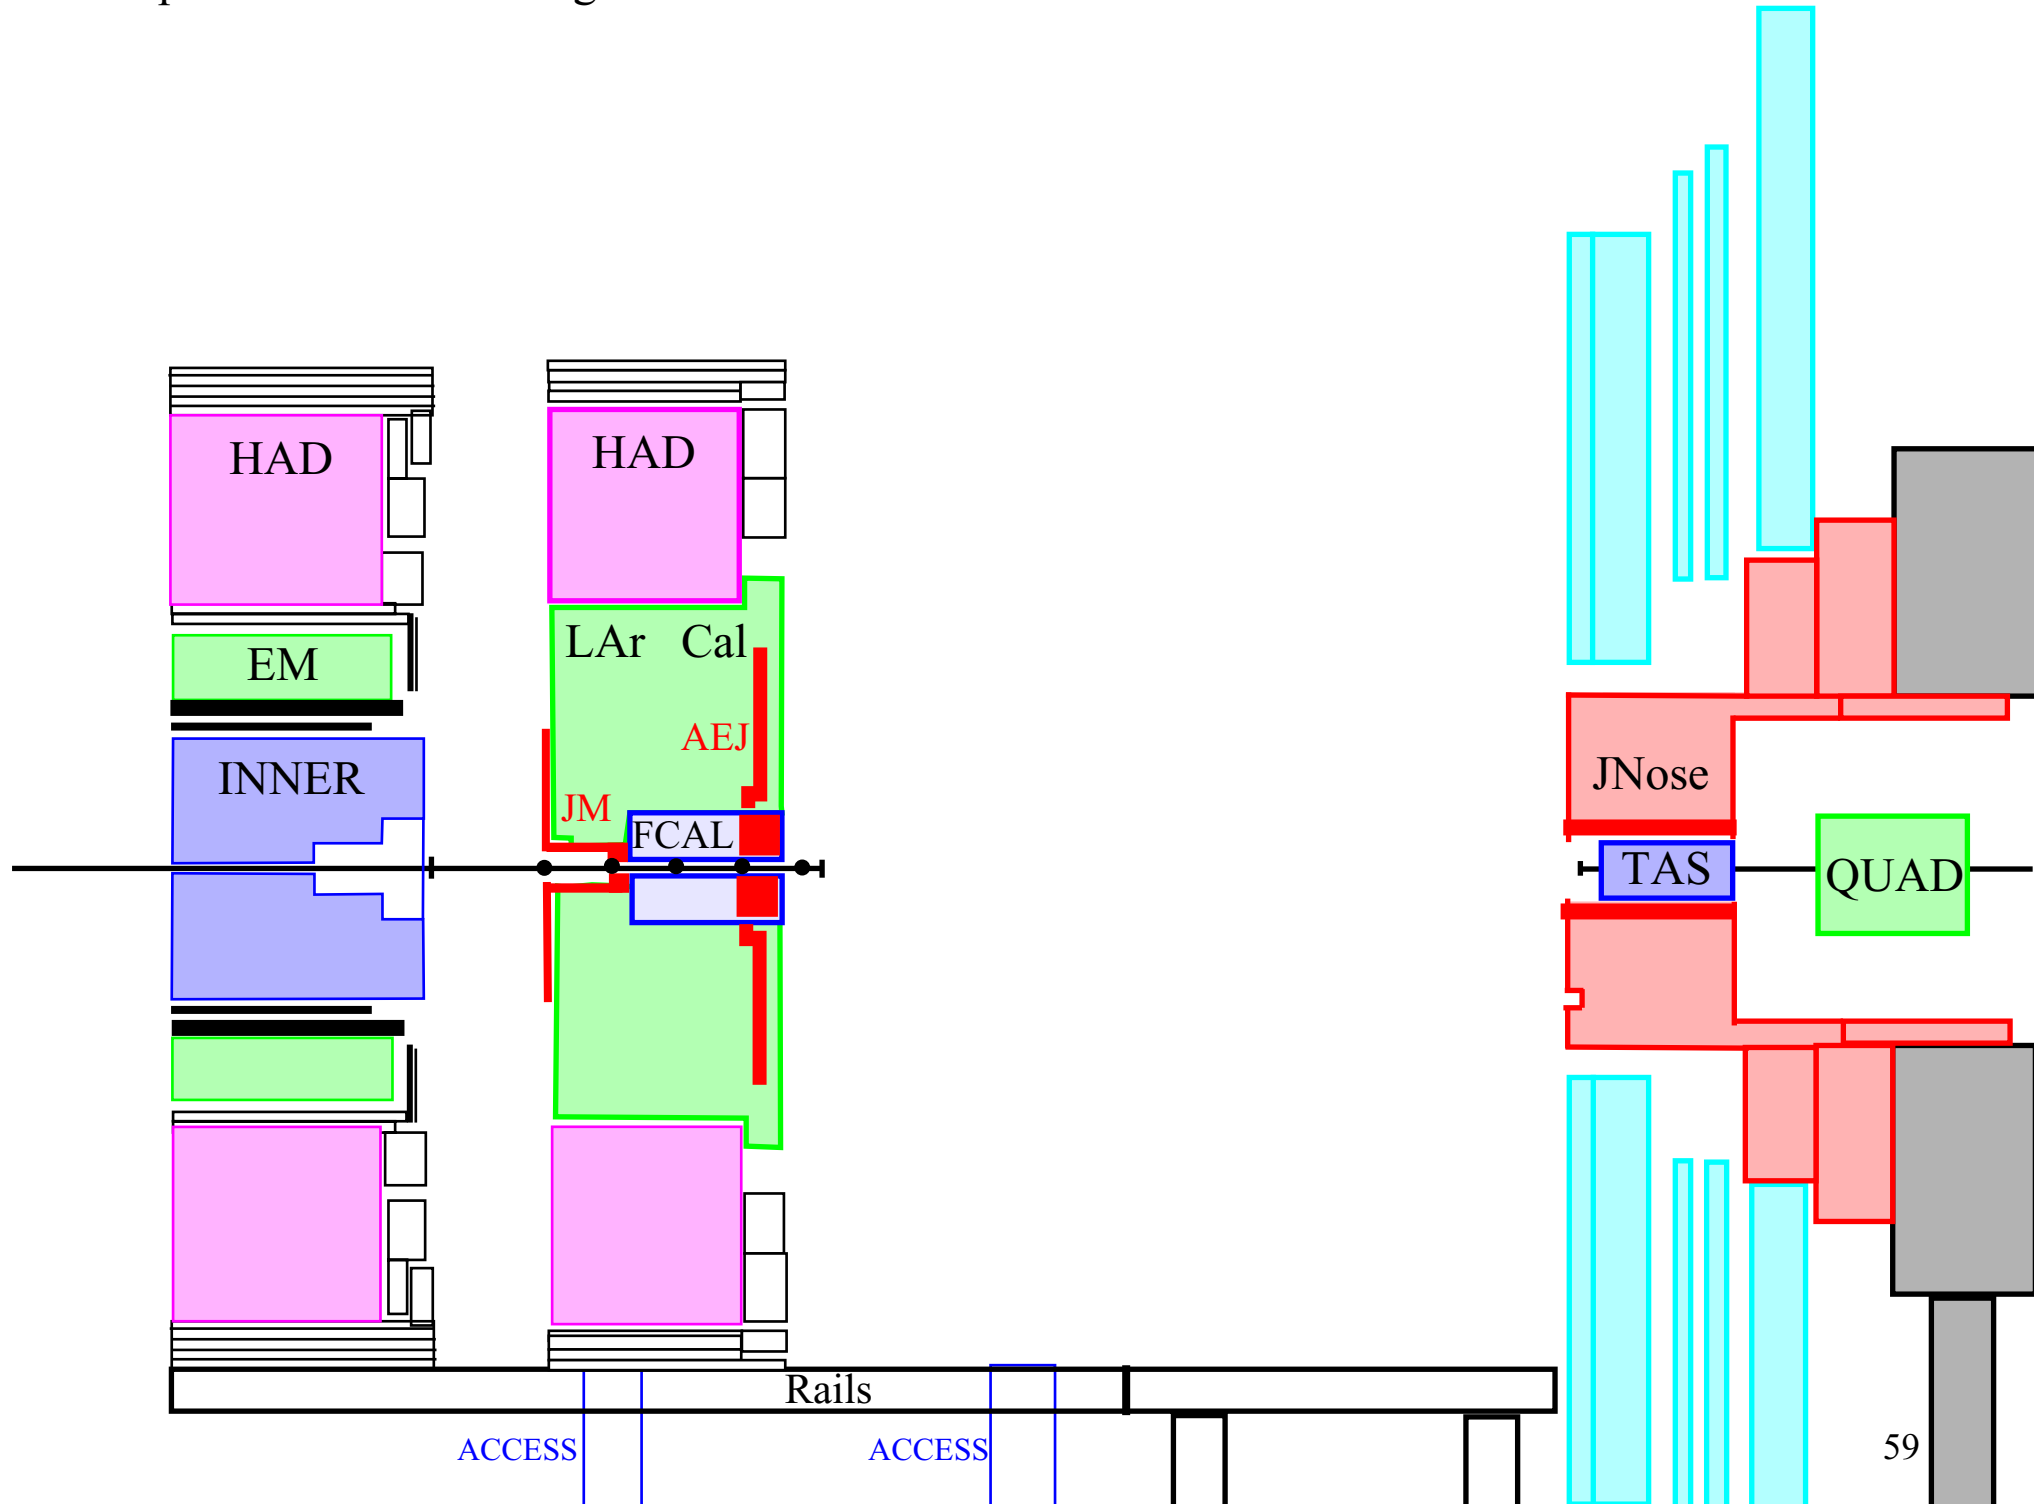 HAD
HAD
EM
LAr Cal
AEJ
INNER
JNose
JM
FCAL
TAS
QUAD
Rails
ACCESS
ACCESS
59